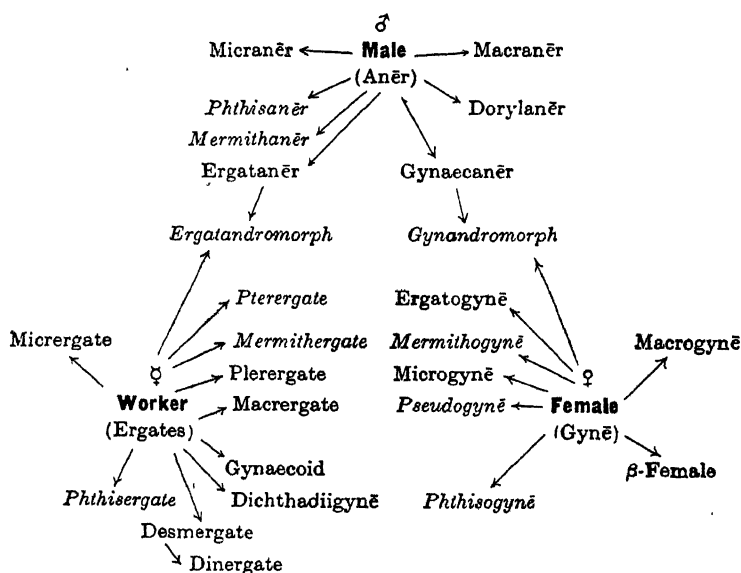 ♂
Micranēr Male Macranēr
(Anēr)
Phthisanēr Dorylanēr
Mermithanēr
Ergatanēr Gynaecanēr
Ergatandromorph Gynandromorph
Pterergate Ergatogynē
Micrergate Mermithergate Mermithogynē Macrogynē
☿ Plerergate Microgynē ♀
Worker Macrergate Pseudogynē Female
(Ergates) (Gynē)
Gynaecoid β-Female
Phthisergate Dichthadiigynē Phthisogynē
Desmergate
Dinergate